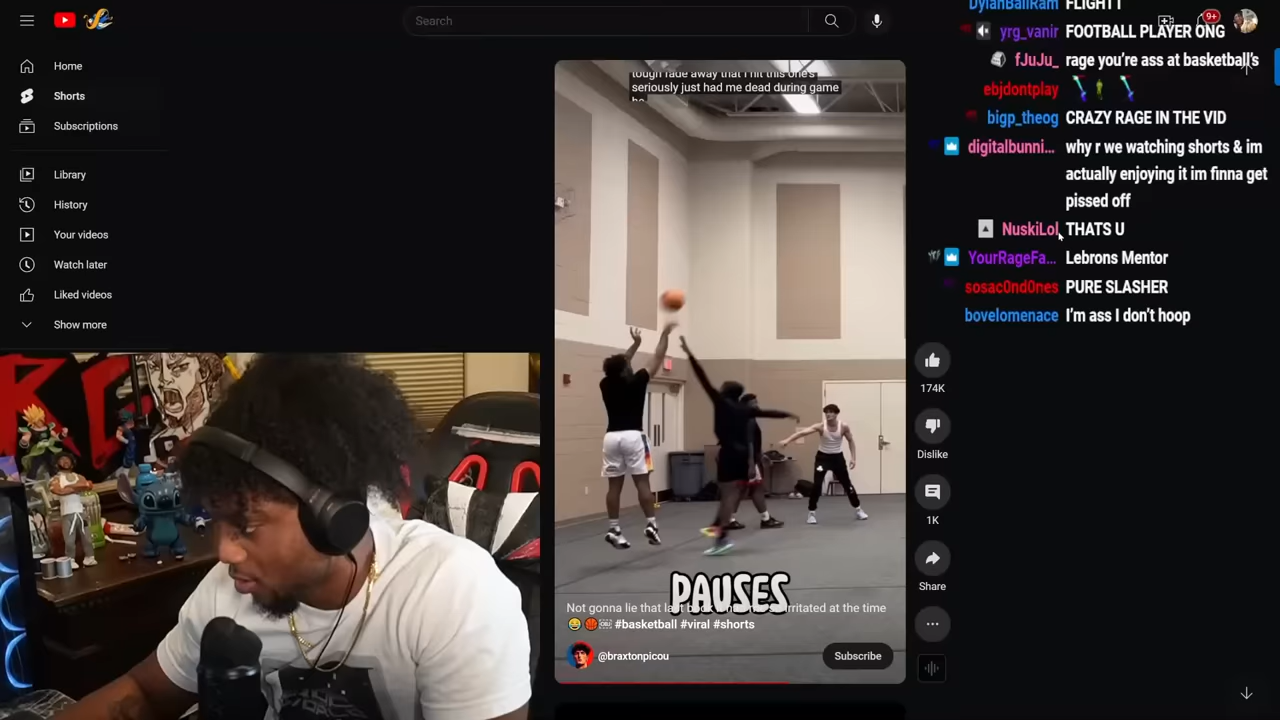 Search
9+
Home
Shorts
Subscriptions
Library
History
Your videos
Watch later
Liked videos
Show more
tough fade away that I hit this one's
seriously just had me dead during game
PAUSES
Not gonna lie that last irritated at the time
#basketball #viral #shorts
@braxtonpicou
Subscribe
174K
Dislike
1K
Share
DylanBallRam FLIGHT1
yrg_vanir FOOTBALL PLAYER ONG
fJuJu_ rage you're ass at basketball's
ebjdontplay
bigp_theog CRAZY RAGE IN THE VID
digitalbunni... why r we watching shorts & im
actually enjoying it im finna get
pissed off
NuskiLol THATS U
YourRageFa... Lebrons Mentor
sosac0nd0nes PURE SLASHER
bovelomenace I'm ass I don't hoop